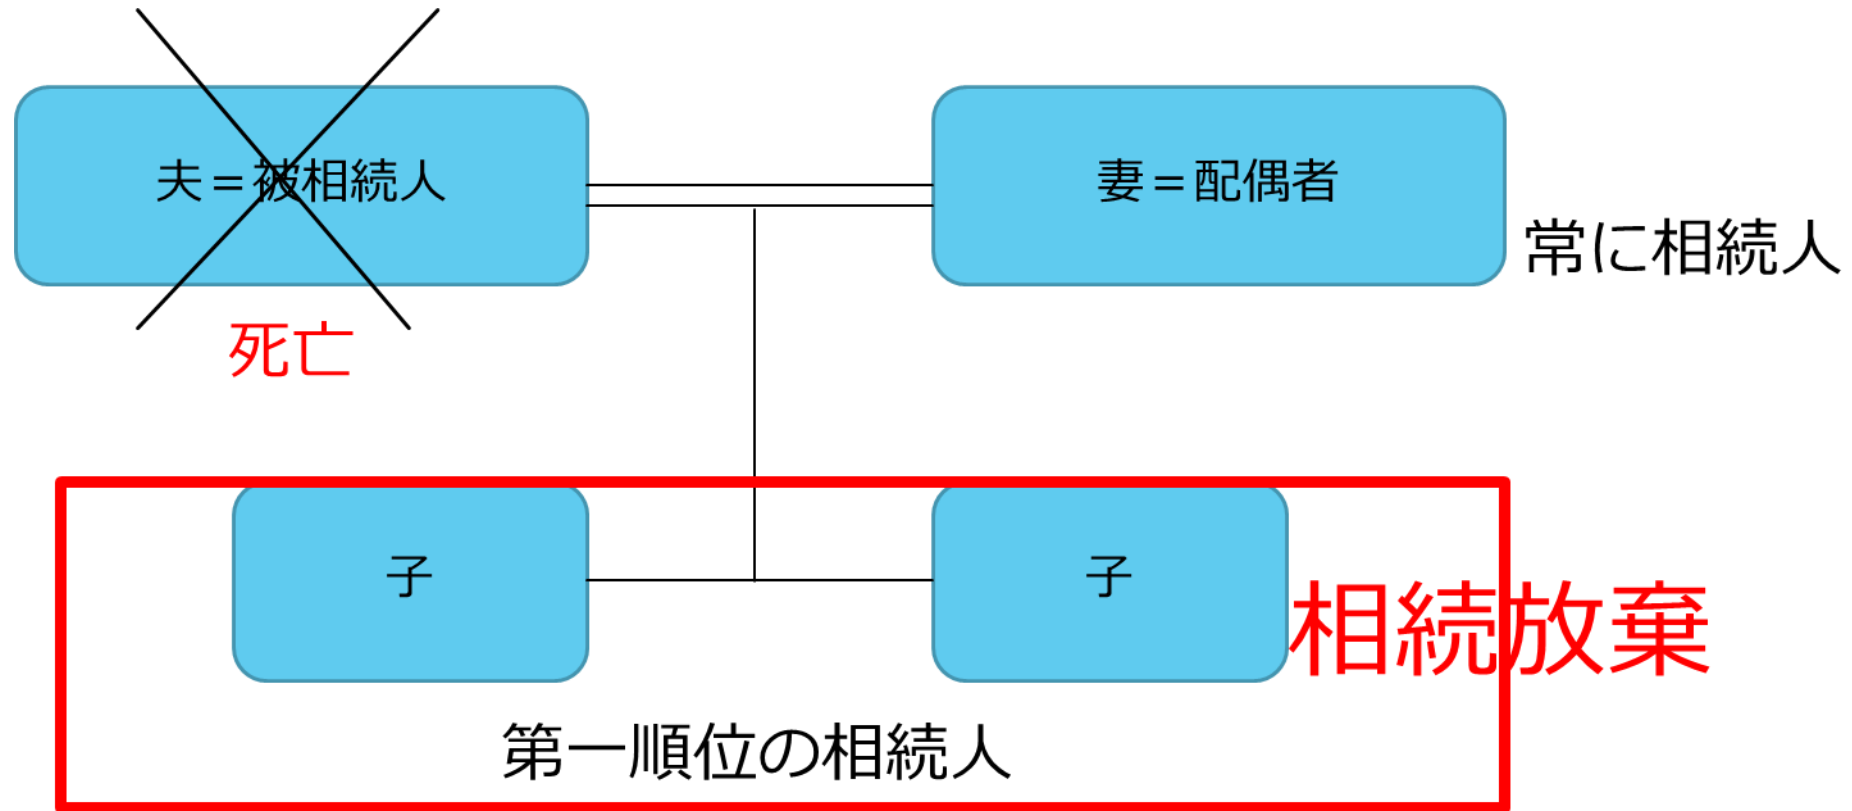 夫＝被相続人
妻＝配偶者
常に相続人
死亡
子
子
相続放棄
第一順位の相続人